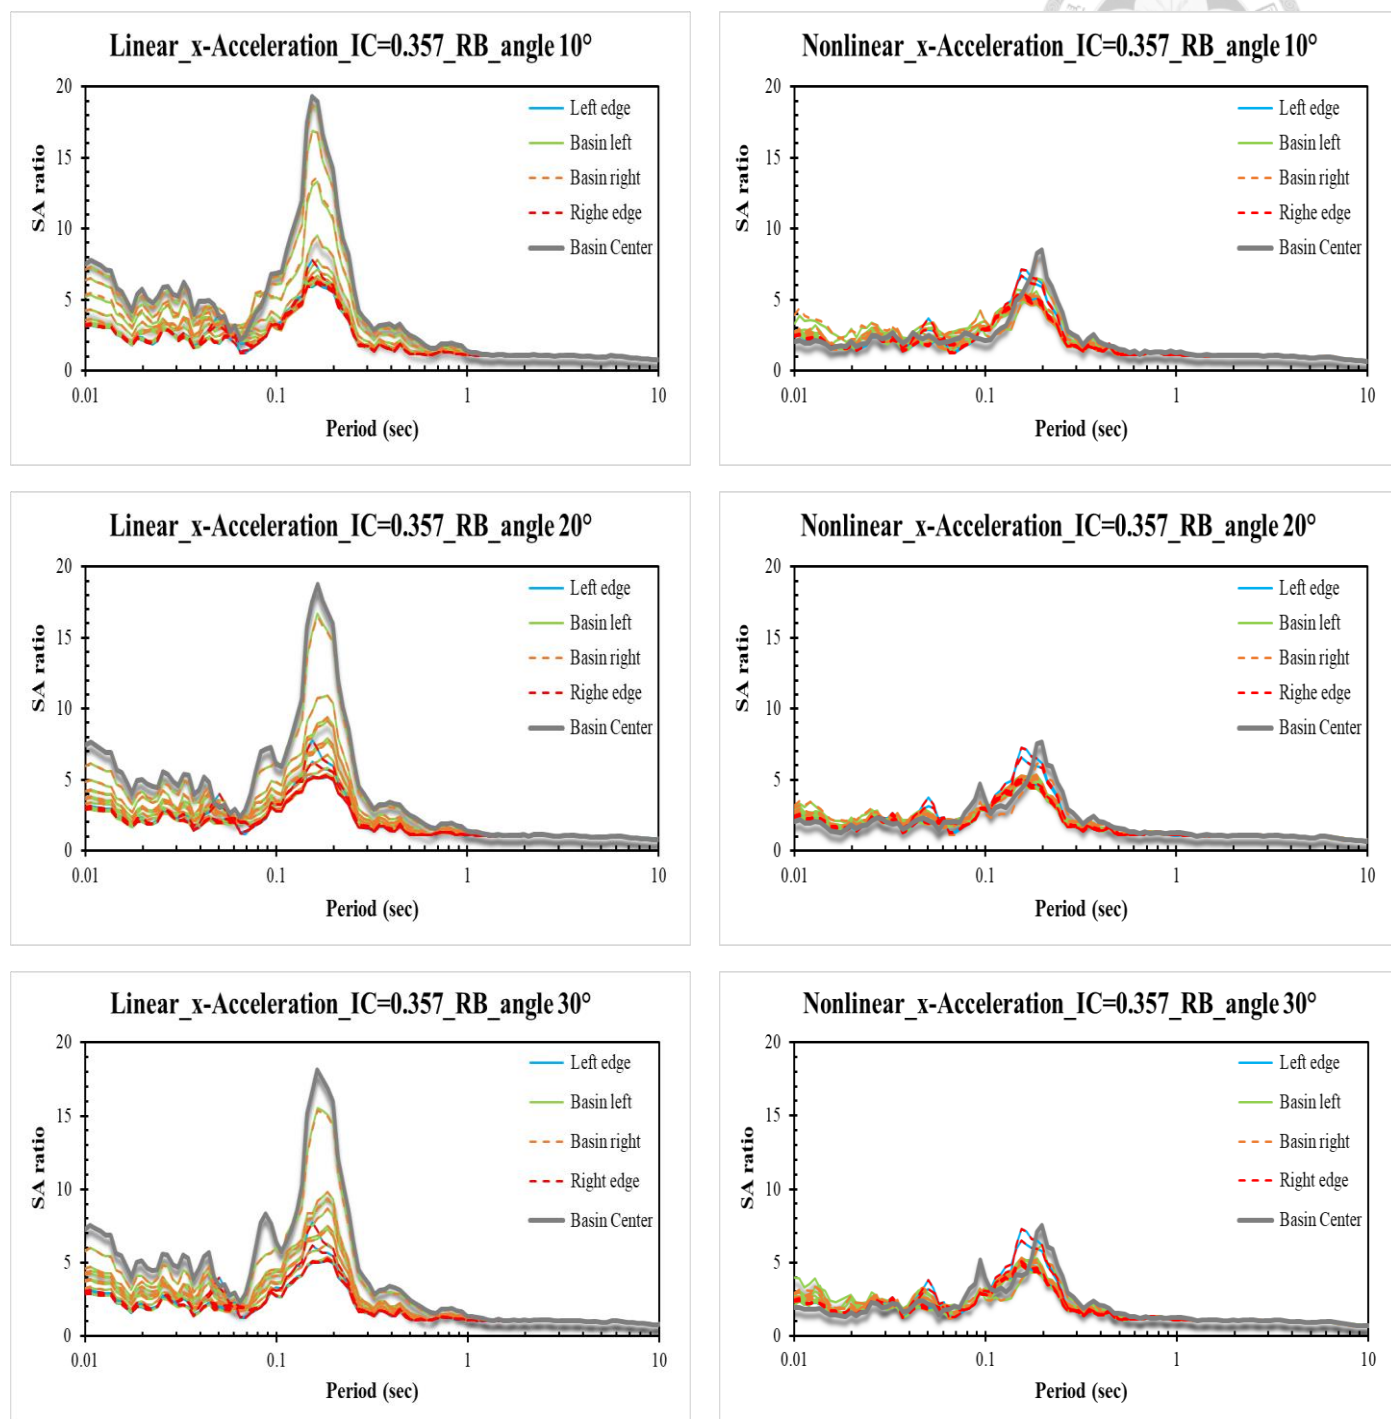 Linear_x-Acceleration_IC=0.357_RB_angle 10°
20
15
10
5
0
SA ratio
Left edge
Basin left
Basin right
Righe edge
Basin Center
0.01
0.1
1
10
Period (sec)
Nonlinear_x-Acceleration_IC=0.357_RB_angle 10°
20
15
10
5
0
SA ratio
Left edge
Basin left
Basin right
Righe edge
Basin Center
0.01
0.1
1
10
Period (sec)
Linear_x-Acceleration_IC=0.357_RB_angle 20°
20
15
10
5
0
SA ratio
Left edge
Basin left
Basin right
Righe edge
Basin Center
0.01
0.1
1
10
Period (sec)
Nonlinear_x-Acceleration_IC=0.357_RB_angle 20°
20
15
10
5
0
SA ratio
Left edge
Basin left
Basin right
Righe edge
Basin Center
0.01
0.1
1
10
Period (sec)
Linear_x-Acceleration_IC=0.357_RB_angle 30°
20
15
10
5
0
SA ratio
Left edge
Basin left
Basin right
Right edge
Basin Center
0.01
0.1
1
10
Period (sec)
Nonlinear_x-Acceleration_IC=0.357_RB_angle 30°
20
15
10
5
0
SA ratio
Left edge
Basin left
Basin right
Right edge
Basin Center
0.01
0.1
1
10
Period (sec)